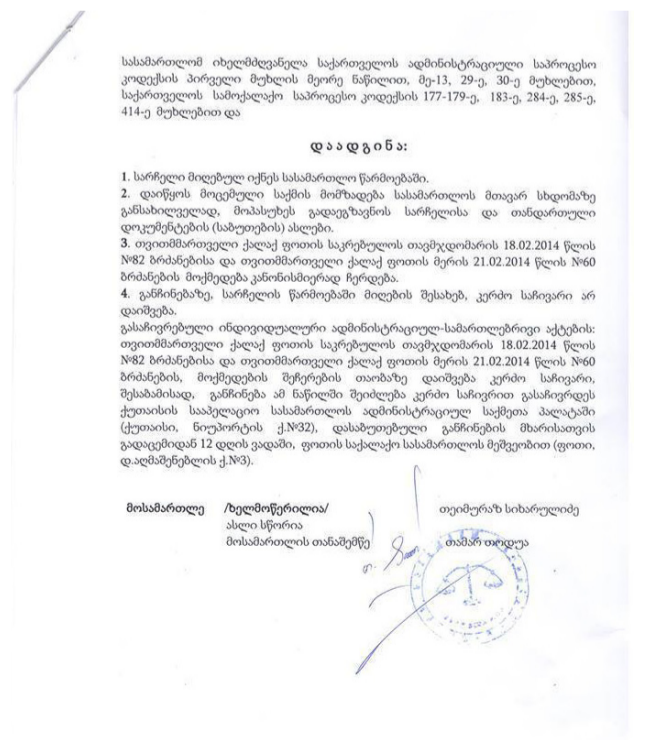 სასამართლომ იხელმძღვანელა საქართველოს ადმინისტრაციული საპროცესო
კოდექსის პირველი მუხლის მეორე ნაწილით, მე-13, 29-ე, 30-ე მუხლებით,
საქართველოს სამოქალაქო საპროცესო კოდექსის 177-179-ე, 183-ე, 284-ე, 285-ე,
414-ე მუხლებით და
დ ა ა დ გ ი ნ ა:
1. სარჩელი მიღებულ იქნეს სასამართლო წარმოებაში.
2. დაიწყოს მოცემული საქმის მომზადება სასამართლოს მთავარ სხდომაზე
განსახილველად, მოპასუხეს გადაეგზავნოს სარჩელისა და თანდართული
დოკუმენტების (საბუთების) ასლები.
3. თვითმმართველი ქალაქ ფოთის საკრებულოს თავმჯდომარის 18.02.2014 წლის
№82 ბრძანებისა და თვითმმართველი ქალაქ ფოთის მერის 21.02.2014 წლის №60
ბრძანების მოქმედება კანონისმიერად ჩერდება.
4. განჩინებაზე, სარჩელის წარმოებაში მიღების შესახებ, კერძო საჩივარი არ
დაიშვება.
გასაჩივრებული ინდივიდუალური ადმინისტრაციულ-სამართლებრივი აქტების:
თვითმმართველი ქალაქ ფოთის საკრებულოს თავმჯდომარის 18.02.2014 წლის
№82 ბრძანებისა და თვითმმართველი ქალაქ ფოთის მერის 21.02.2014 წლის №60
ბრძანების, მოქმედების შეჩერების თაობაზე დაიშვება კერძო საჩივარი,
შესაბამისად, განჩინება ამ ნაწილში შეიძლება კერძო საჩივრით გასაჩივრდეს
ქუთაისის სააპელაციო სასამართლოს ადმინისტრაციულ საქმეთა პალატაში
(ქუთაისი, ნიუპორტის ქ.№32), დასაბუთებული განჩინების მხარისათვის
გადაცემიდან 12 დღის ვადაში, ფოთის საქალაქო სასამართლოს მეშვეობით (ფოთი,
დ.აღმაშენებლის ქ.№3).
მოსამართლე /ხელმოწერილია/ თეიმურაზ სიხარულიძე
ასლი სწორია
მოსამართლის თანაშემწე თამარ თოდუა